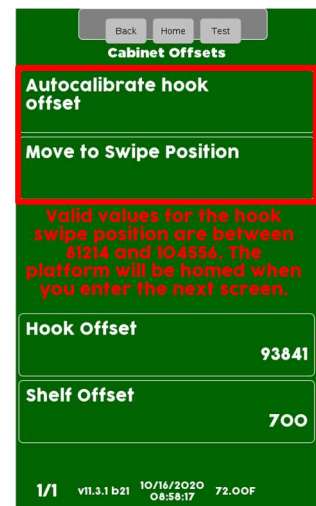 Back Home Test
Cabinet Offsets
Autocalibrate hook
offset
Move to Swipe Position
Valid values for the hook
swipe position are between
81214 and 104556. The
platform will be homed when
you enter the next screen.
Hook Offset
93841
Shelf Offset
700
1/1 v11.3.1 b21 10/16/2020 08:58:17 72.00F